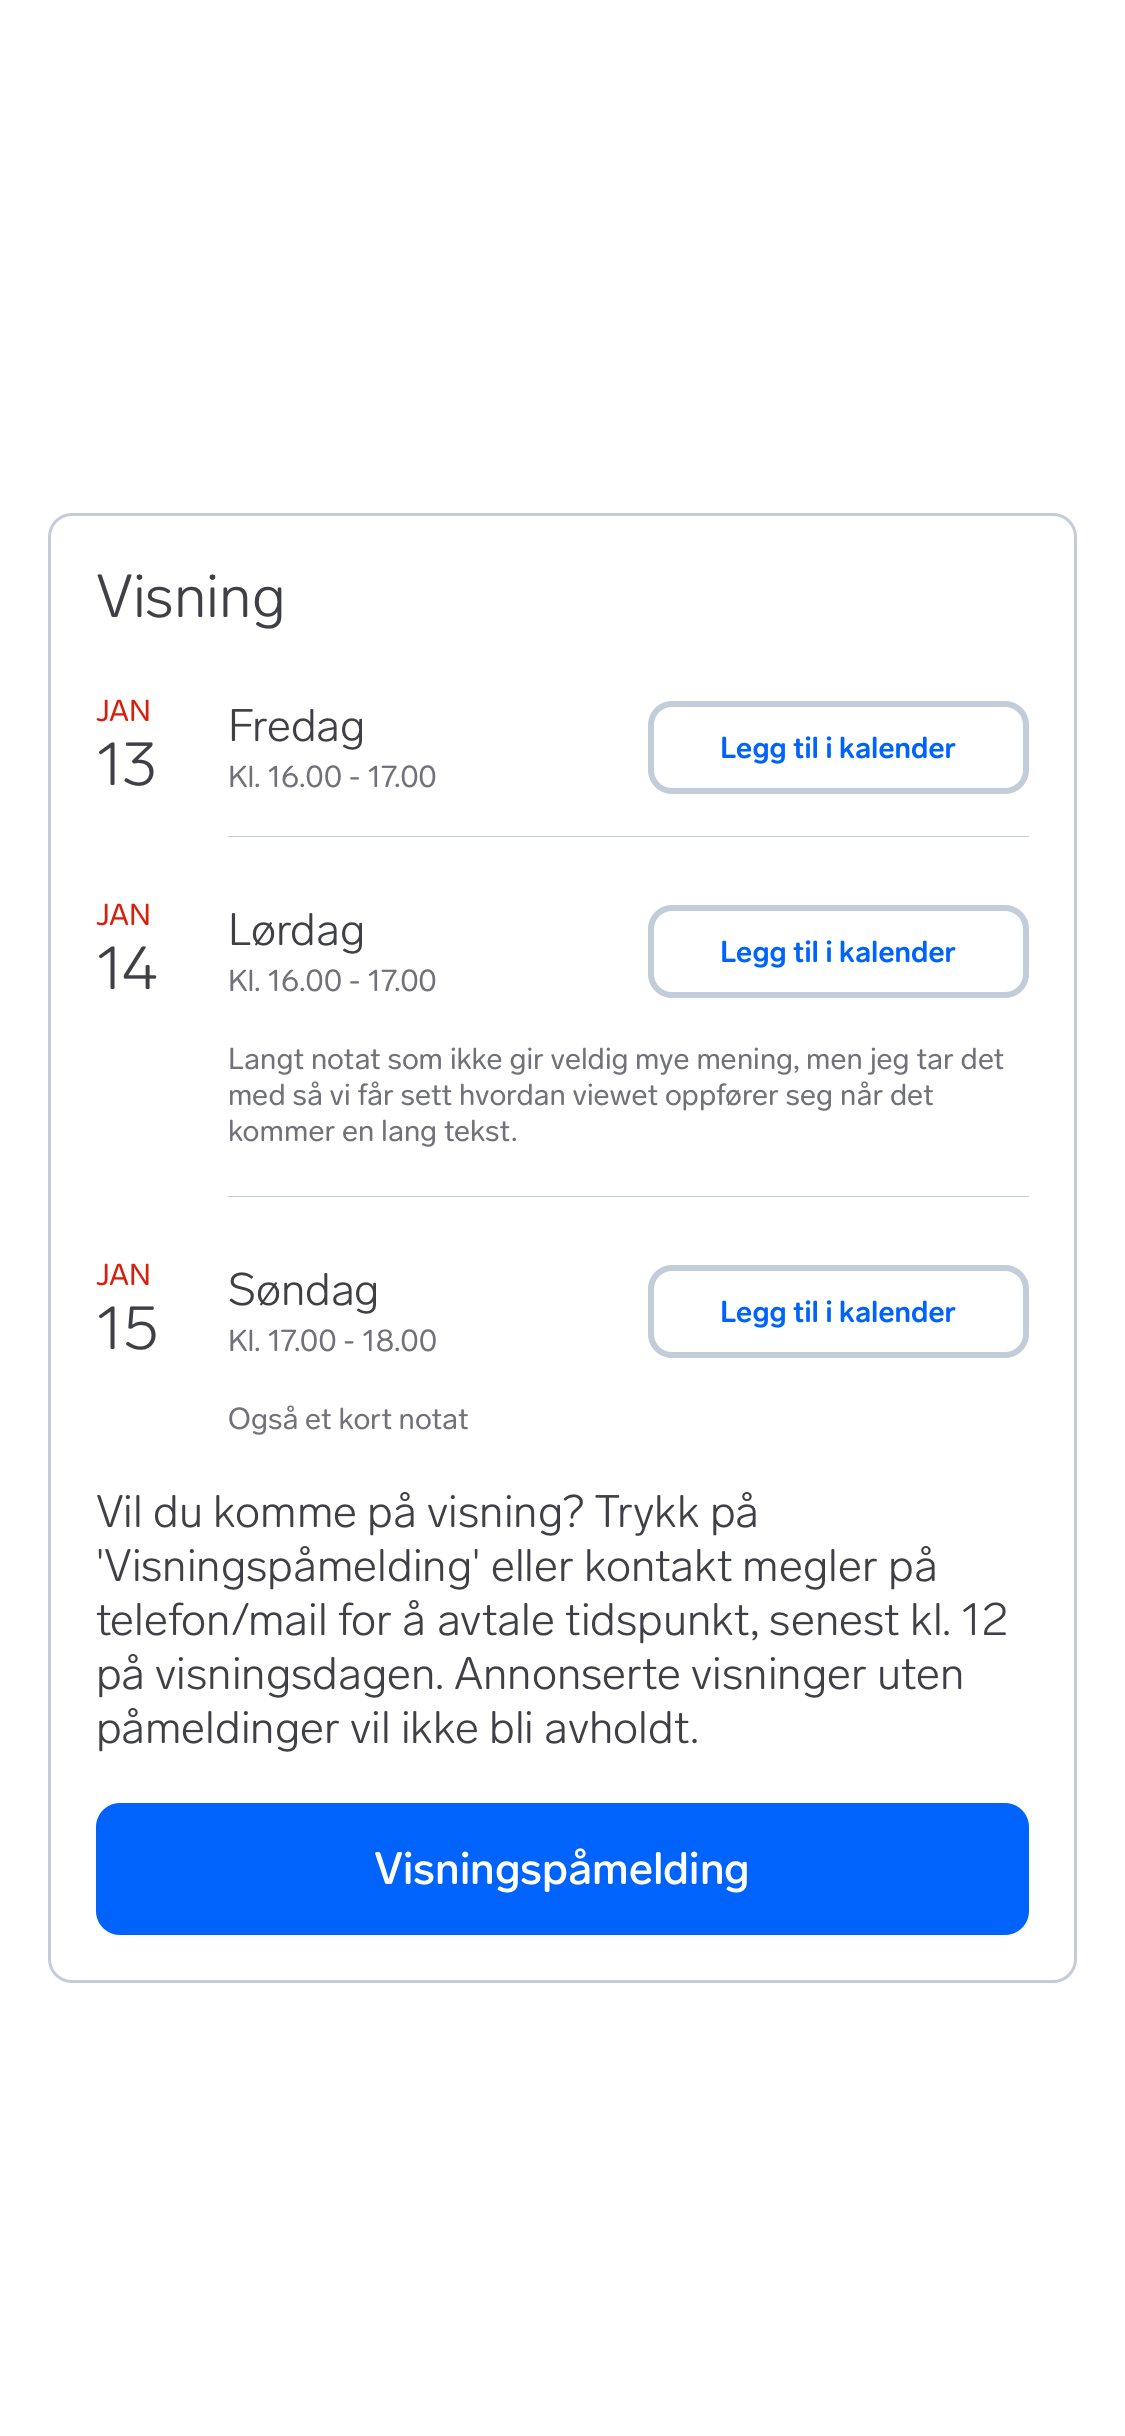 Visning
JAN
13
Fredag
Kl. 16.00 - 17.00
Legg til i kalender
JAN
14
Lørdag
Kl. 16.00 - 17.00
Legg til i kalender
Langt notat som ikke gir veldig mye mening, men jeg tar det
med så vi får sett hvordan viewet oppfører seg når det
kommer en lang tekst.
JAN
15
Søndag
Kl. 17.00 - 18.00
Legg til i kalender
Også et kort notat
Vil du komme på visning? Trykk på
'Visningspåmelding' eller kontakt megler på
telefon/mail for å avtale tidspunkt, senest kl. 12
på visningsdagen. Annonserte visninger uten
påmeldinger vil ikke bli avholdt.
Visningspåmelding